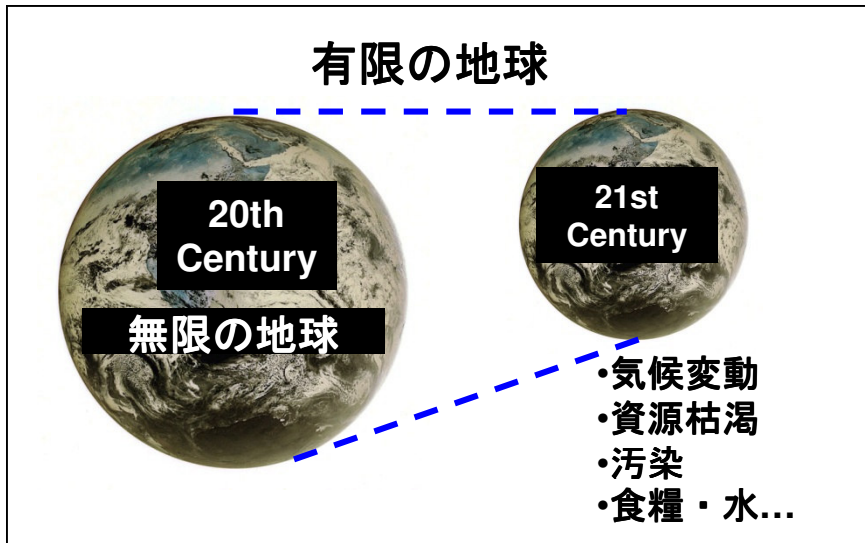 有限の地球
20th
Century
無限の地球
21st
Century
•気候変動
•資源枯渇
•汚染
•食糧・水...